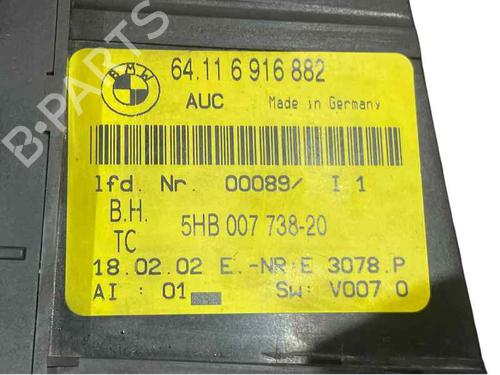 BMW
64.11 6 916 882
AUC Made in Germany
lfd. Nr. 00089/ I 1
B.H.
TC 5HB 007 738-20
18.02.02 E.-NR:E 3078.P
AI : 01 Sw: V007 0
B-PARTS